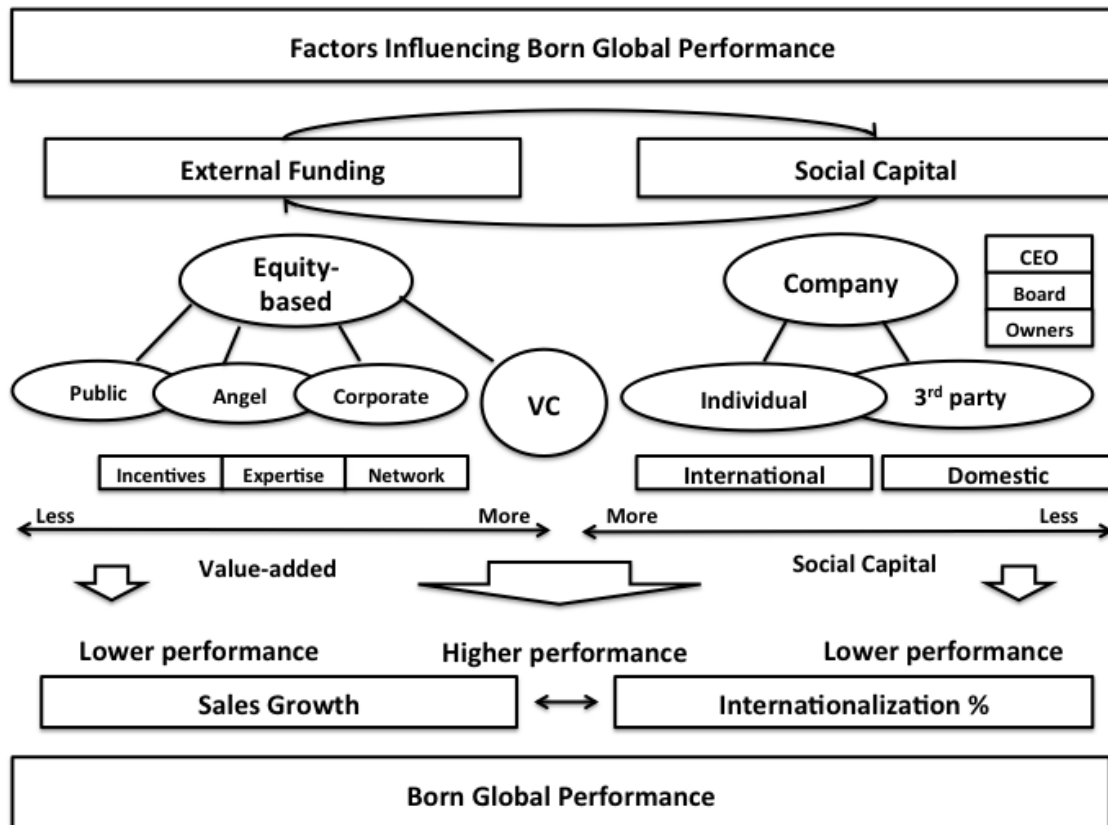 Factors Influencing Born Global Performance
External Funding
Social Capital
Equity-
based
Public
Angel
Corporate
VC
Company
CEO
Board
Owners
Individual
3rd party
Incentives
Expertise
Network
International
Domestic
Less
More
More
Less
Value-added
Social Capital
Lower performance
Higher performance
Lower performance
Sales Growth
Internationalization %
Born Global Performance